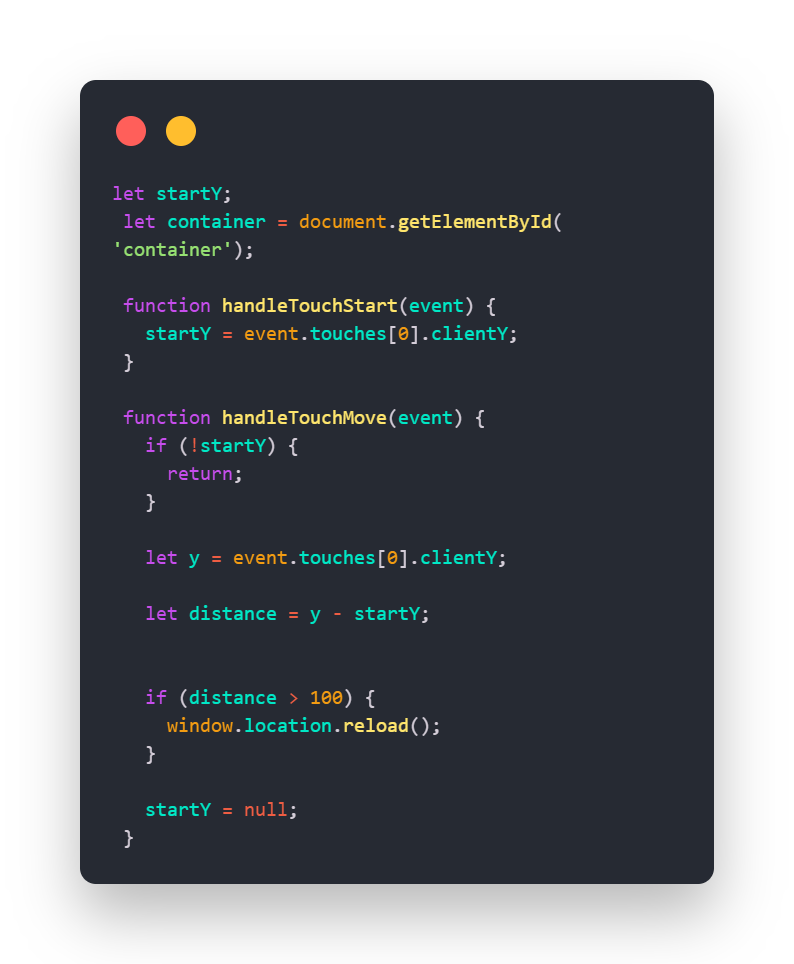 let startY;
 let container = document.getElementById(
'container');

 function handleTouchStart(event) {
   startY = event.touches[0].clientY;
 }

 function handleTouchMove(event) {
   if (!startY) {
     return;
   }

   let y = event.touches[0].clientY;

   let distance = y - startY;


   if (distance > 100) {
     window.location.reload();
   }

   startY = null;
 }